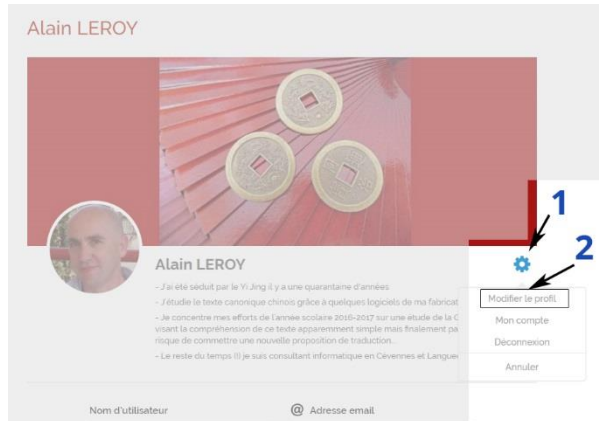 Alain LEROY
1
2
Alain LEROY
- J'ai été séduit par le Yi Jing il y a une quarantaine d'années.
- J'étudie le texte canonique chinois grâce à quelques logiciels de ma fabricat
- Je concentre mes efforts de l'année scolaire 2016-2017 sur une étude de la C
visant la compréhension de ce texte apparemment simple mais finalement pa
risque de commettre une nouvelle proposition de traduction...
- Le reste du temps (!) je suis consultant informatique en Cévennes et Langue
Modifier le profil
Mon compte
Déconnexion
Annuler
Nom d'utilisateur
@ Adresse email